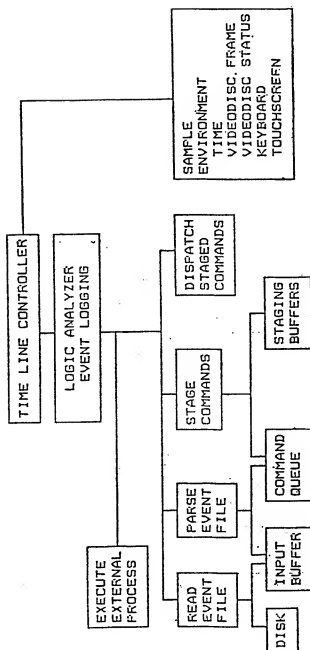 TIME LINE CONTROLLER
LOGIC ANALYZER
EVENT LOGGING
SAMPLE
ENVIRONMENT
TIME
VIDEODISC FRAME
VIDEODISC STATUS
KEYBOARD
TOUCHSCREEN
EXECUTE
EXTERNAL
PROCESS
READ
EVENT
FILE
PARSE
EVENT
FILE
STAGE
COMMANDS
DISPATCH
STAGED
COMMANDS
DISK
INPUT
BUFFER
COMMAND
QUEUE
STAGING
BUFFERS